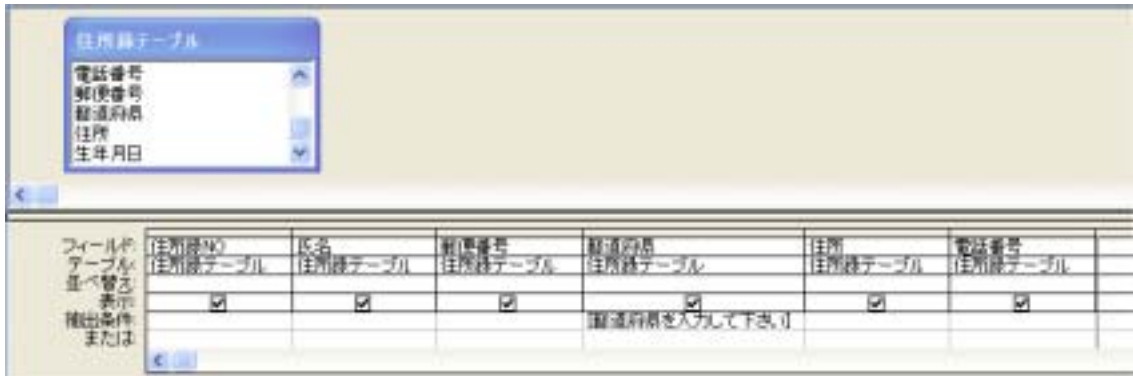 住所録テーブル
電話番号
郵便番号
都道府県
住所
生年月日
フィールド: 住所録NO 氏名 郵便番号 都道府県 住所 電話番号
テーブル: 住所録テーブル 住所録テーブル 住所録テーブル 住所録テーブル 住所録テーブル 住所録テーブル
並べ替え:
表示:
抽出条件: [都道府県を入力して下さい]
または: